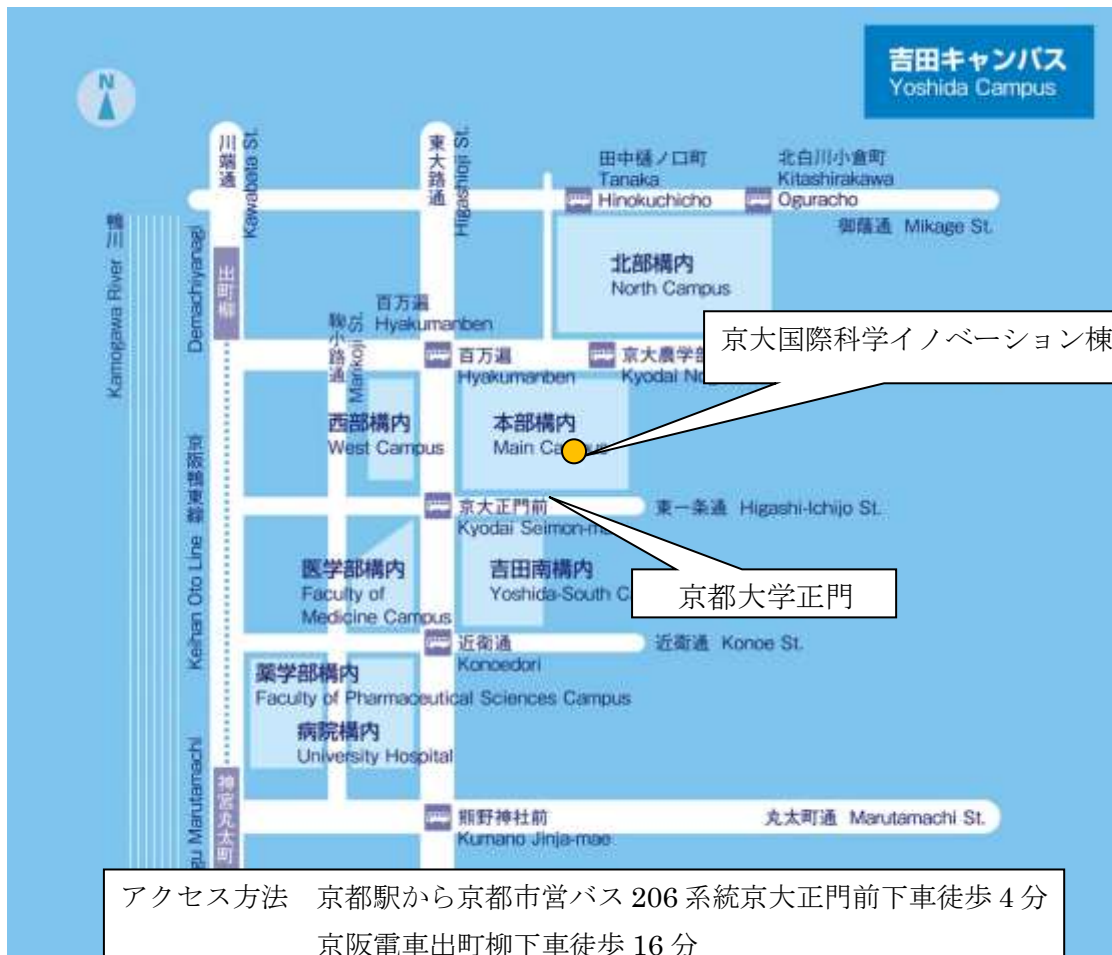 吉田キャンバス
Yoshida Campus
N
川端通
Kawabata St.
東大路通
Higashioji St.
田中樋ノ口町
Tanaka
Hinokuchicho
北白川小倉町
Kitashirakawa
Oguracho
御蔭通 Mikage St.
鴨川
Kamogawa River
Demachiyanagi
出町柳
北部構内
North Campus
百万遍
Hyakumanben
鞠小路通
Marikoji St.
百万遍
Hyakumanben
京大農学部
Kyodai
京大国際科学イノベーション棟
西部構内
West Campus
本部構内
Main
京阪鴨東線
Keihan Oto Line
京大正門前
Kyodai
東一条通 Higashi-Ichijo St.
医学部構内
Faculty of
Medicine Campus
吉田南構内
Yoshida-South
京都大学正門
近衛通
Konoedori
近衛通 Konoe St.
薬学部構内
Faculty of Pharmaceutical Sciences Campus
病院構内
University Hospital
Marutamachi
神宮丸太町
熊野神社前
Kumano Jinja-mae
丸太町通 Marutamachi St.
アクセス方法 京都駅から京都市営バス 206 系統京大正門前下車徒歩 4 分
京阪電車出町柳下車徒歩 16 分